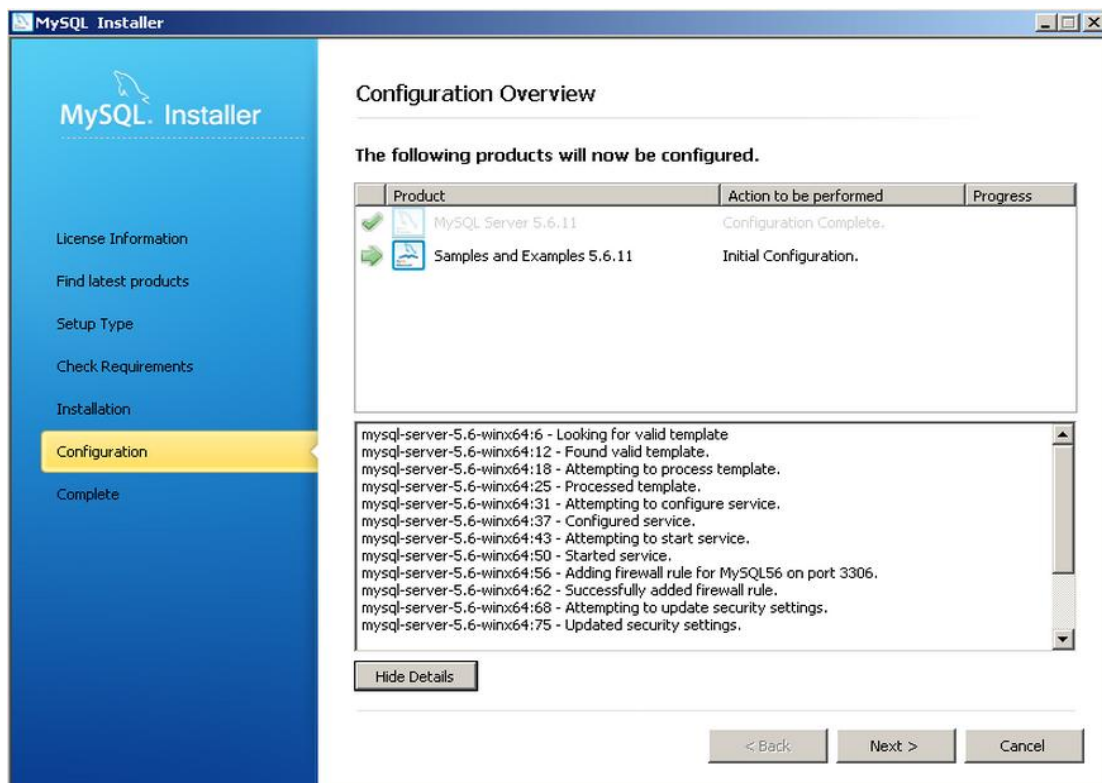 MySQL Installer
MySQL. Installer
License Information
Find latest products
Setup Type
Check Requirements
Installation
Configuration
Complete
Configuration Overview
The following products will now be configured.
Product Action to be performed Progress
MySQL Server 5.6.11 Configuration Complete.
Samples and Examples 5.6.11 Initial Configuration.
mysql-server-5.6-winx64:6 - Looking for valid template
mysql-server-5.6-winx64:12 - Found valid template.
mysql-server-5.6-winx64:18 - Attempting to process template.
mysql-server-5.6-winx64:25 - Processed template.
mysql-server-5.6-winx64:31 - Attempting to configure service.
mysql-server-5.6-winx64:37 - Configured service.
mysql-server-5.6-winx64:43 - Attempting to start service.
mysql-server-5.6-winx64:50 - Started service.
mysql-server-5.6-winx64:56 - Adding firewall rule for MySQL56 on port 3306.
mysql-server-5.6-winx64:62 - Successfully added firewall rule.
mysql-server-5.6-winx64:68 - Attempting to update security settings.
mysql-server-5.6-winx64:75 - Updated security settings.
Hide Details
< Back Next > Cancel